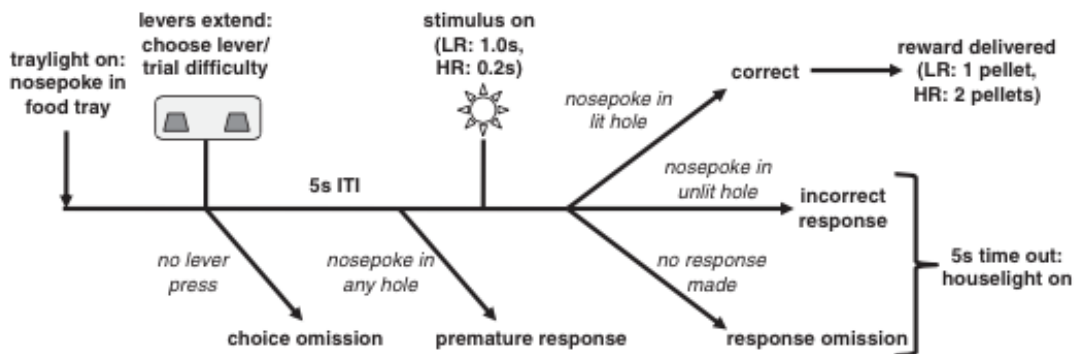 traylight on:
nosepoke in
food tray
levers extend:
choose lever/
trial difficulty
stimulus on
(LR: 1.0s,
HR: 0.2s)
correct
reward delivered
(LR: 1 pellet,
HR: 2 pellets)
nosepoke in
lit hole
5s ITI
nosepoke in
unlit hole
incorrect
response
no lever
press
nosepoke in
any hole
no response
made
5s time out:
houselight on
choice omission
premature response
response omission